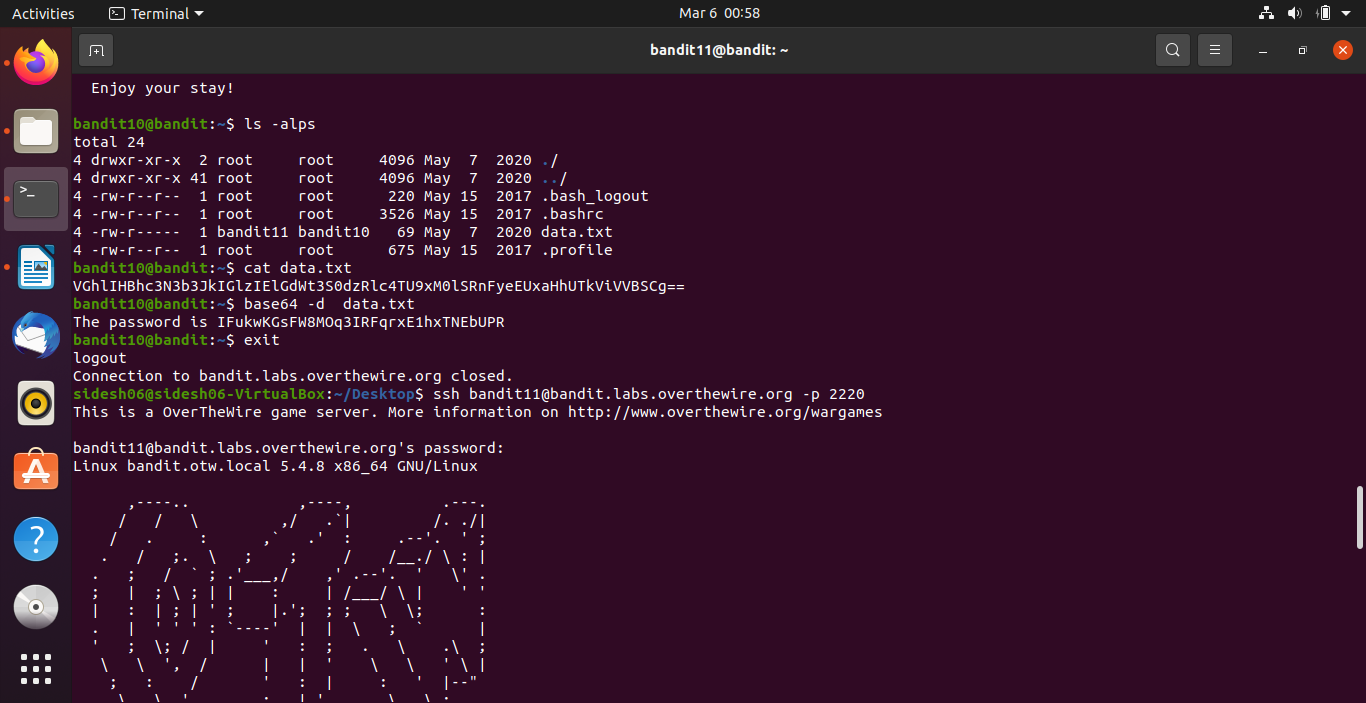 Activities Terminal Mar 6 00:58
bandit11@bandit: ~
Enjoy your stay!
bandit10@bandit:~$ ls -alps
total 24
4 drwxr-xr-x  2 root     root     4096 May  7  2020 ./
4 drwxr-xr-x 41 root     root     4096 May  7  2020 ../
4 -rw-r--r--  1 root     root      220 May 15  2017 .bash_logout
4 -rw-r--r--  1 root     root     3526 May 15  2017 .bashrc
4 -rw-r-----  1 bandit11 bandit10   69 May  7  2020 data.txt
4 -rw-r--r--  1 root     root      675 May 15  2017 .profile
bandit10@bandit:~$ cat data.txt
VGhlIHBhc3N3b3JkIGlzIElGdWt3S0dzRlc4TU9xM0lSRnFyeEUxaHhUTkViVVBSCg==
bandit10@bandit:~$ base64 -d  data.txt
The password is IFukwKGsFW8MOq3IRFqrxE1hxTNEbUPR
bandit10@bandit:~$ exit
logout
Connection to bandit.labs.overthewire.org closed.
sidesh06@sidesh06-VirtualBox:~/Desktop$ ssh bandit11@bandit.labs.overthewire.org -p 2220
This is a OverTheWire game server. More information on http://www.overthewire.org/wargames
bandit11@bandit.labs.overthewire.org's password:
Linux bandit.otw.local 5.4.8 x86_64 GNU/Linux